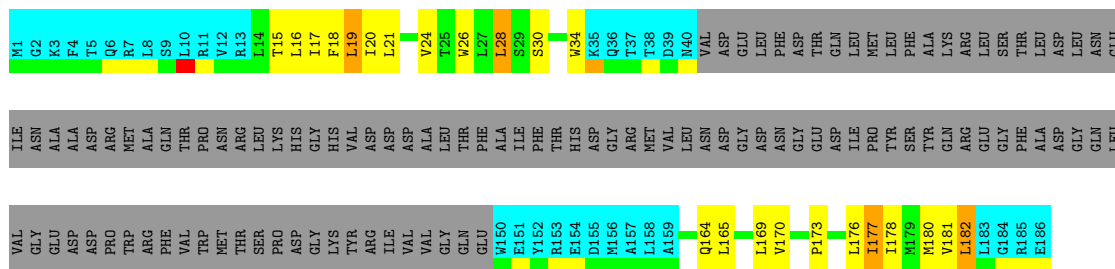 M1 G2 K3 F4 T5 Q6 R7 L8 S9 L10 R11 V12 R13 L14 T15 L16 I17 F18 L19 I20 L21 V24 T25 W26 L27 L28 S29 S30 W34 K35 Q36 T37 T38 D39 N40 VAL ASP GLU LEU PHE ASP THR GLN LEU MET LEU PHE ALA LYS ARG LEU SER THR LEU ASP LEU ASN GLU
ILE ASN ALA ALA ASP ARG MET ALA GLN THR PRO ASN ARG LEU LYS HIS GLY HIS VAL ASP ASP ASP ALA LEU THR PHE ALA ILE PHE THR HIS ASP GLY ARG MET VAL LEU ASN ASP GLY ASP ASN GLY GLU ASP ILE PRO TYR SER TYR GLN ARG GLU GLY PHE ALA ASP GLY GLN LEU
VAL GLY GLU ASP ASP PRO TRP ARG PHE VAL TRP MET THR SER PRO ASP GLY LYS TYR ARG ILE VAL VAL GLY GLN GLU W150 E151 Y152 R153 E154 D155 M156 A157 L158 A159 Q164 L165 L169 V170 P173 L176 I177 I178 M179 M180 V181 L182 L183 G184 R185 E186